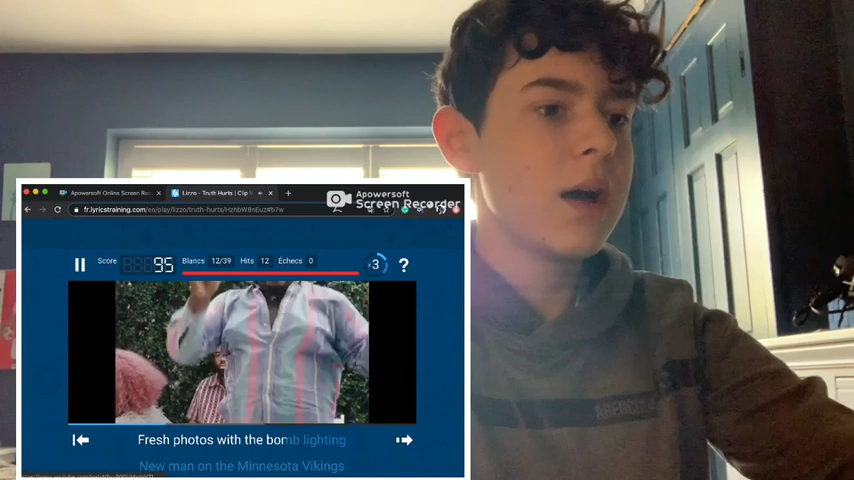 Apowersoft Online Screen Rec
Lizzo - Truth Hurts | Clip
Apowersoft
Screen Recorder
fr.lyricstraining.com/en/play/lizzo/truth-hurts/HzhbW8nEuz#b7w
Score 95 Blancs 12/39 Hits 12 Échecs 0 x3 ?
Fresh photos with the bomb lighting
New man on the Minnesota Vikings